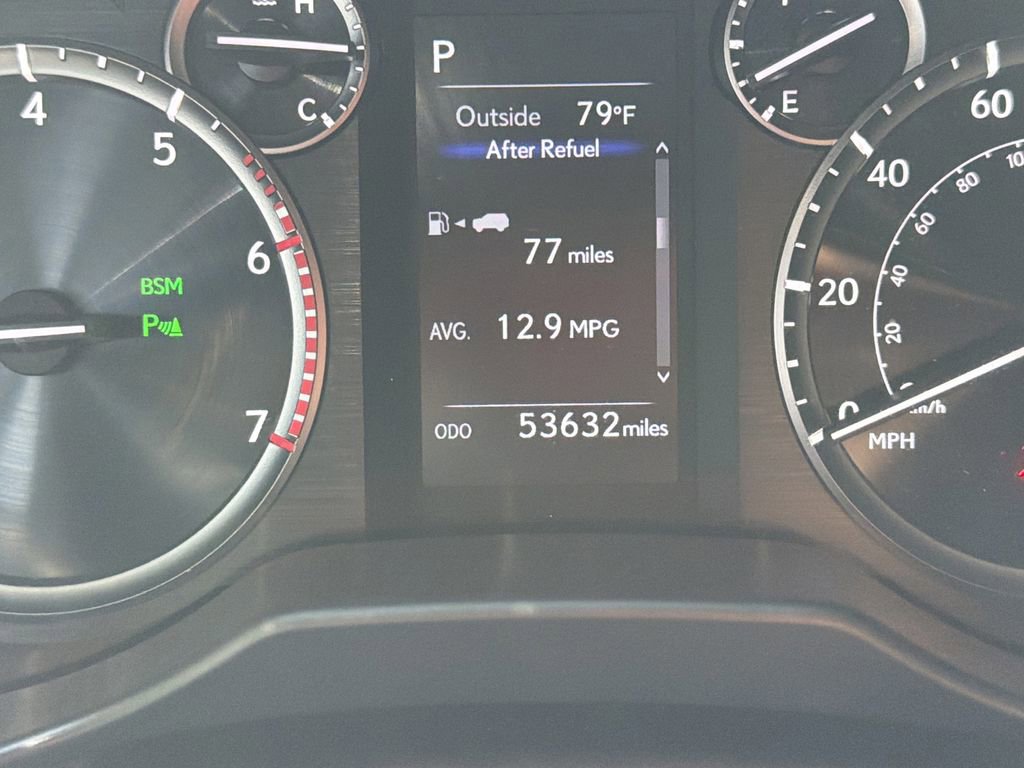 H
C
4
5
6
7
BSM
P
P
Outside 79°F
After Refuel
77 miles
AVG. 12.9 MPG
ODO 53632 miles
E
60
40
20
0
MPH
80
60
40
20
0